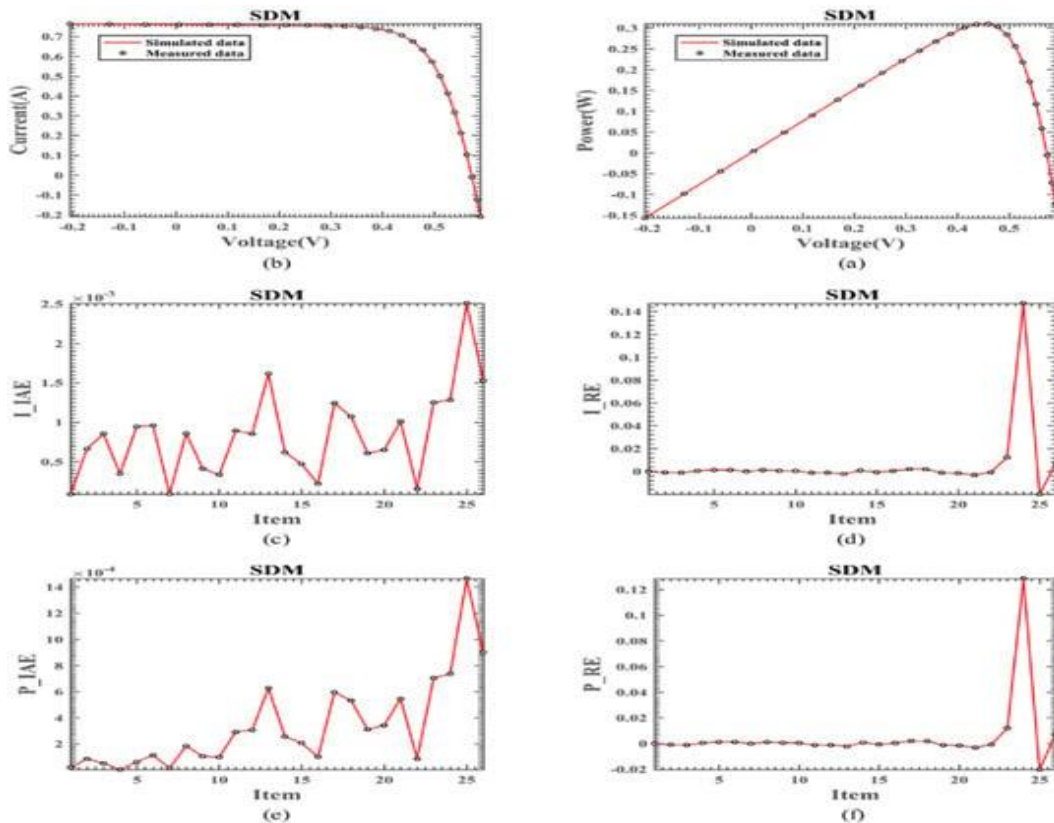 SDM
Simulated data
Measured data
Current(A)
0.7
0.6
0.5
0.4
0.3
0.2
0.1
0
-0.1
-0.2
-0.2 -0.1 0 0.1 0.2 0.3 0.4 0.5
Voltage(V)
(b)
SDM
Simulated data
Measured data
Power(W)
0.3
0.25
0.2
0.15
0.1
0.05
0
-0.05
-0.1
-0.15
-0.2 -0.1 0 0.1 0.2 0.3 0.4 0.5
Voltage(V)
(a)
×10⁻³
SDM
I_IAE
2.5
2
1.5
1
0.5
5 10 15 20 25
Item
(c)
SDM
I_RE
0.14
0.12
0.1
0.08
0.06
0.04
0.02
0
5 10 15 20 25
Item
(d)
×10⁻⁴
SDM
P_IAE
14
12
10
8
6
4
2
5 10 15 20 25
Item
(e)
SDM
P_RE
0.12
0.1
0.08
0.06
0.04
0.02
0
-0.02
5 10 15 20 25
Item
(f)